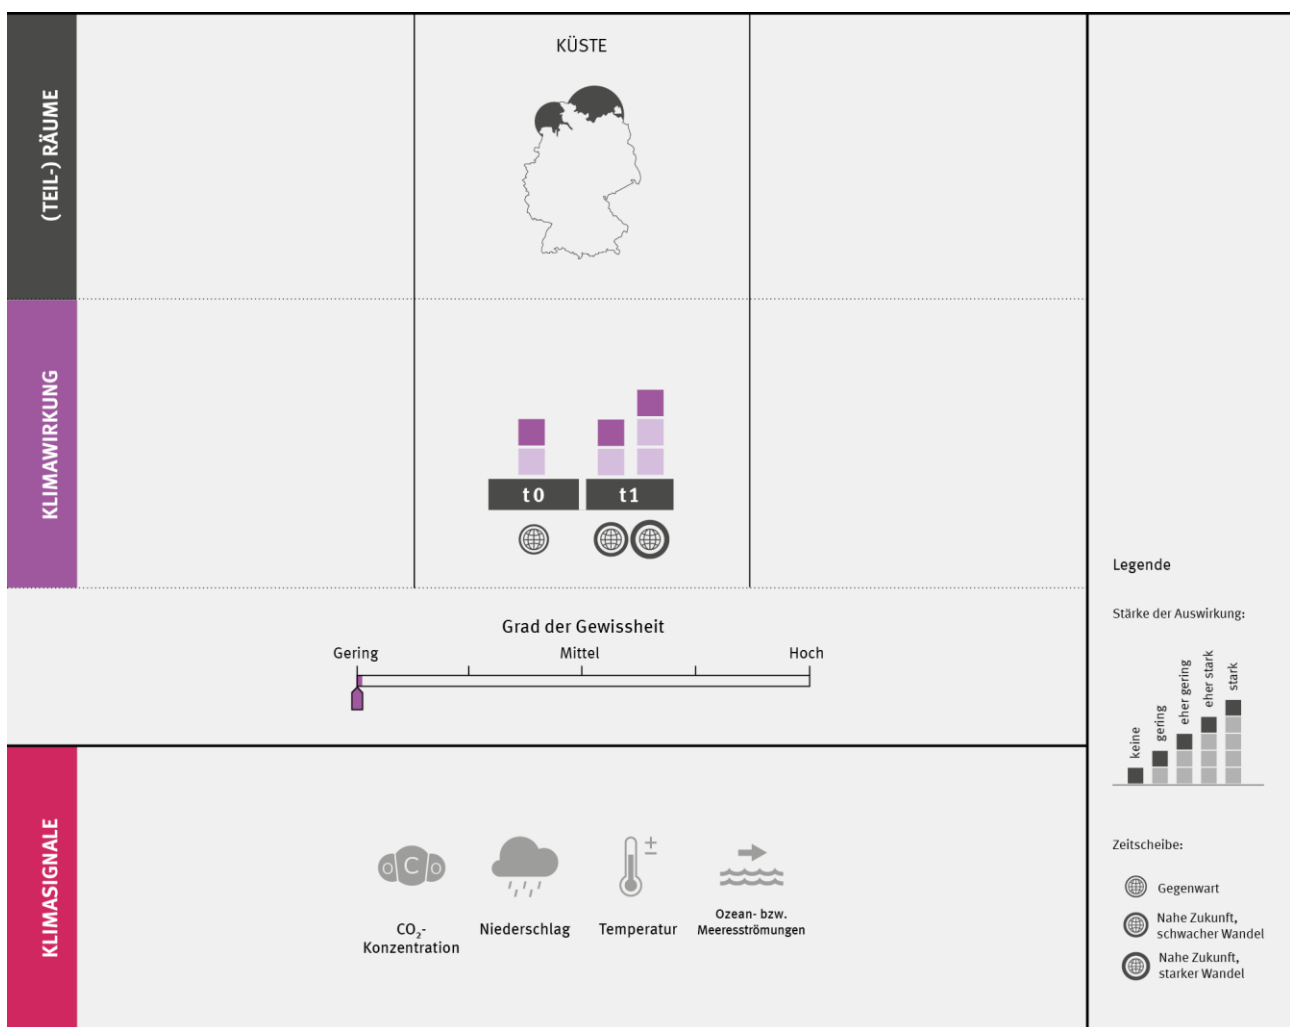 (TEIL-) RÄUME
KÜSTE
KLIMAWIRKUNG
t0
t1
Grad der Gewissheit
Gering
Mittel
Hoch
KLIMASIGNALE
O C O
CO₂-
Konzentration
Niederschlag
±
Temperatur
Ozean- bzw.
Meeresströmungen
Legende
Stärke der Auswirkung:
keine
gering
eher gering
eher stark
stark
Zeitscheibe:
Gegenwart
Nahe Zukunft,
schwacher Wandel
Nahe Zukunft,
starker Wandel